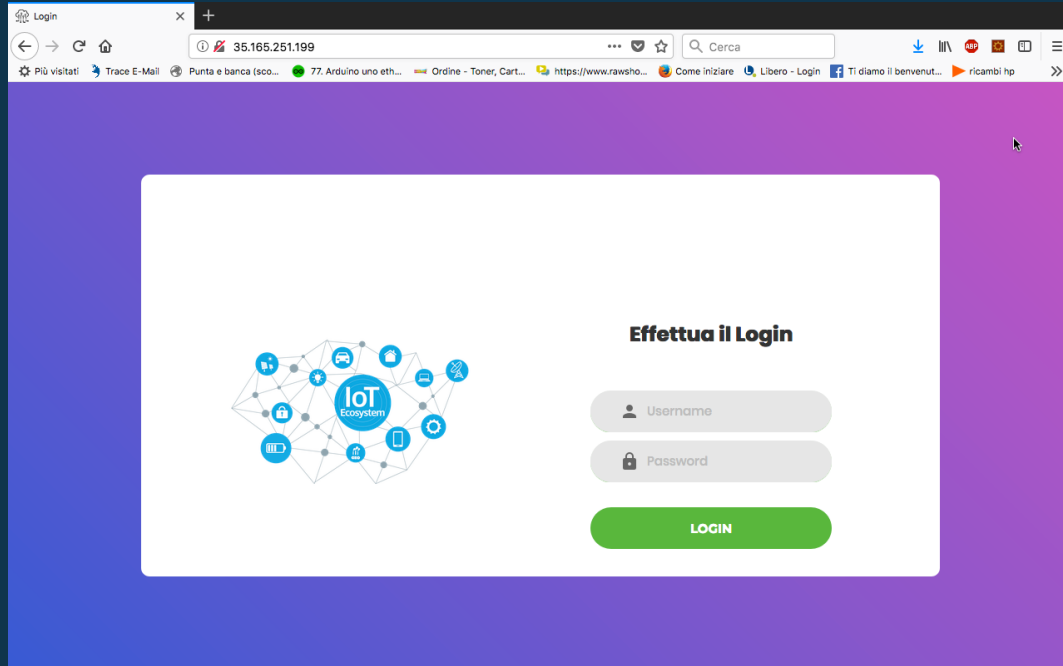 Login
35.165.251.199
Cerca
Più visitati
Trace E-Mail
Punta e banca (sco...
77. Arduino uno eth...
Ordine - Toner, Cart...
https://www.rawsho...
Come iniziare
Libero - Login
Ti diamo il benvenut...
ricambi hp
ABP
Effettua il Login
IoT
Ecosystem
Username
Password
LOGIN